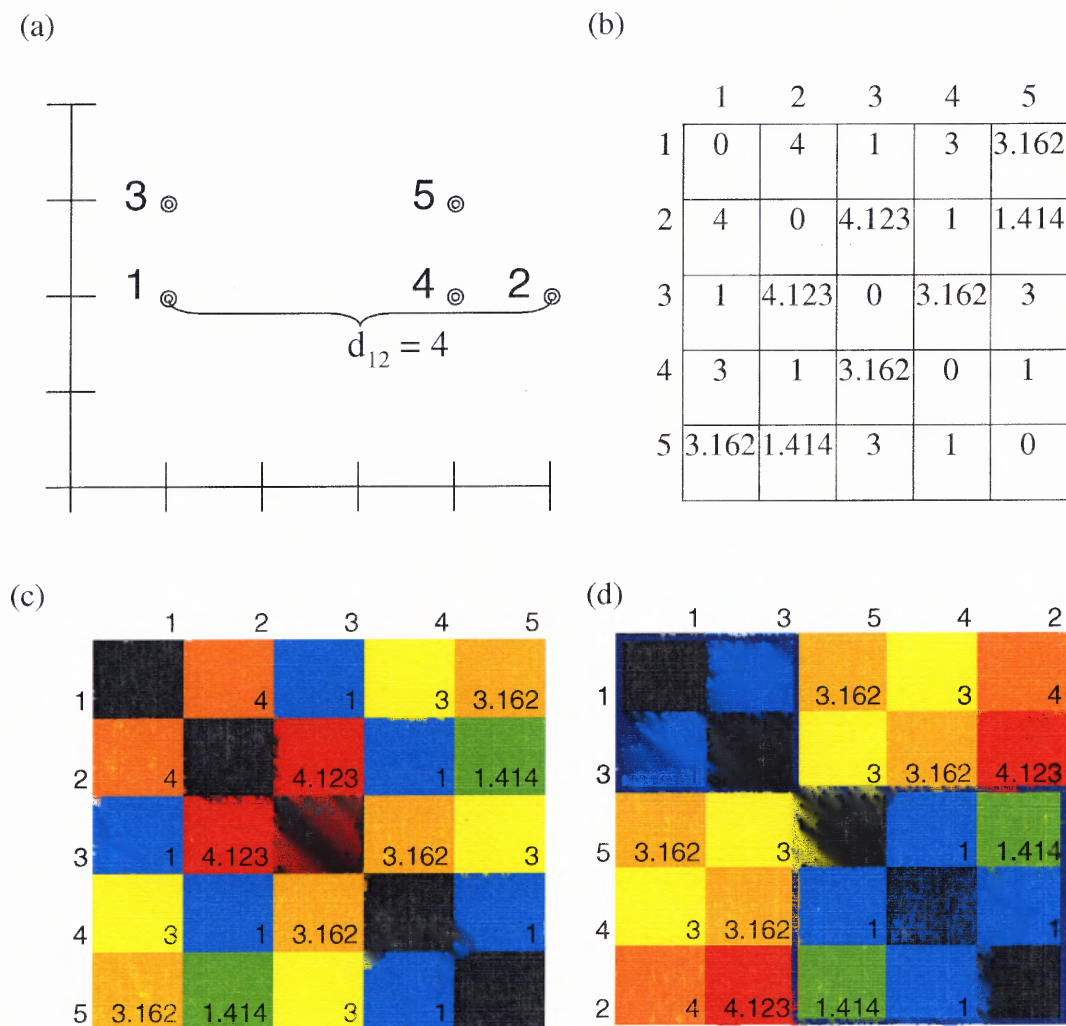 (a)
3 5
1 4 2
d12 = 4
(b)
1 2 3 4 5
1 0 4 1 3 3.162
2 4 0 4.123 1 1.414
3 1 4.123 0 3.162 3
4 3 1 3.162 0 1
5 3.162 1.414 3 1 0
(c)
1 2 3 4 5
1 4 1 3 3.162
2 4 4.123 1 1.414
3 1 4.123 3.162 3
4 3 1 3.162 1
5 3.162 1.414 3 1
(d)
1 3 5 4 2
1 3.162 3 4
3 1 3 3.162 4.123
5 3.162 3 1 1.414
4 3 3.162 1 1
2 4 4.123 1.414 1